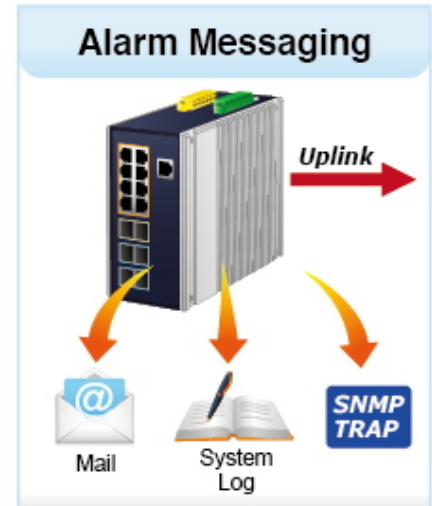 Alarm Messaging
Uplink
@
Mail
System
Log
SNMP
TRAP